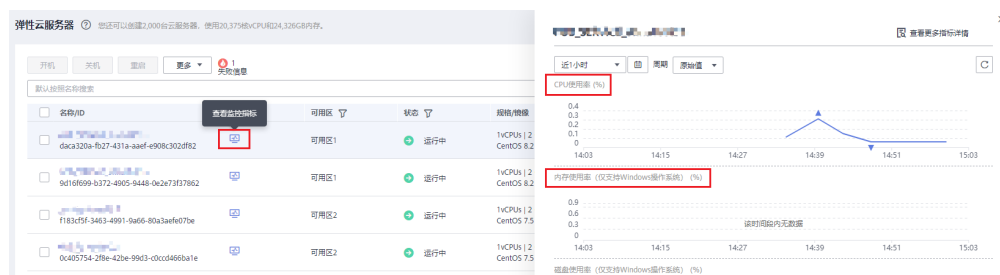 弹性云服务器 您还可以创建2,000台云服务器，使用20,375核vCPU和24,326GB内存。
开机 关机 重启 更多 1
失败信息
默认按照名称搜索
名称/ID 可用区 状态 规格/镜像
查看监控指标
daca320a-fb27-431a-aaef-e908c302df82 可用区1 运行中 1vCPUs | 2
CentOS 8.2
9d16f699-b372-4905-9448-0e2e73f37862 可用区1 运行中 1vCPUs | 2
CentOS 8.2
f183cf5f-3463-4991-9a66-80a3aefe07be 可用区2 运行中 1vCPUs | 2
CentOS 7.5
0c405754-2f8e-42be-99d3-c0ccd466ba1e 可用区2 运行中 1vCPUs | 2
CentOS 7.5
查看更多指标详情
近1小时 周期 原始值
CPU使用率 (%)
0.4
0.3
0.2
0.1
0
14:03 14:15 14:27 14:39 14:51 15:03
内存使用率（仅支持Windows操作系统） (%)
0.9
0.6
0.3
0
该时间段内无数据
14:03 14:15 14:27 14:39 14:51 15:03
磁盘使用率（仅支持Windows操作系统） (%)